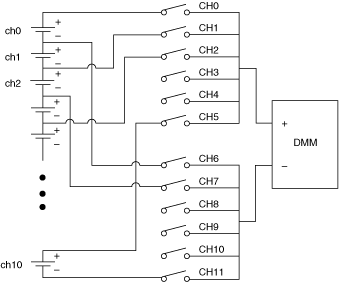 CH0
+
ch0
−
CH1
+
ch1
−
CH2
+
ch2
−
CH3
+
−
CH4
+
−
CH5
+
DMM
−
CH6
CH7
CH8
CH9
CH10
+
ch10
−
CH11